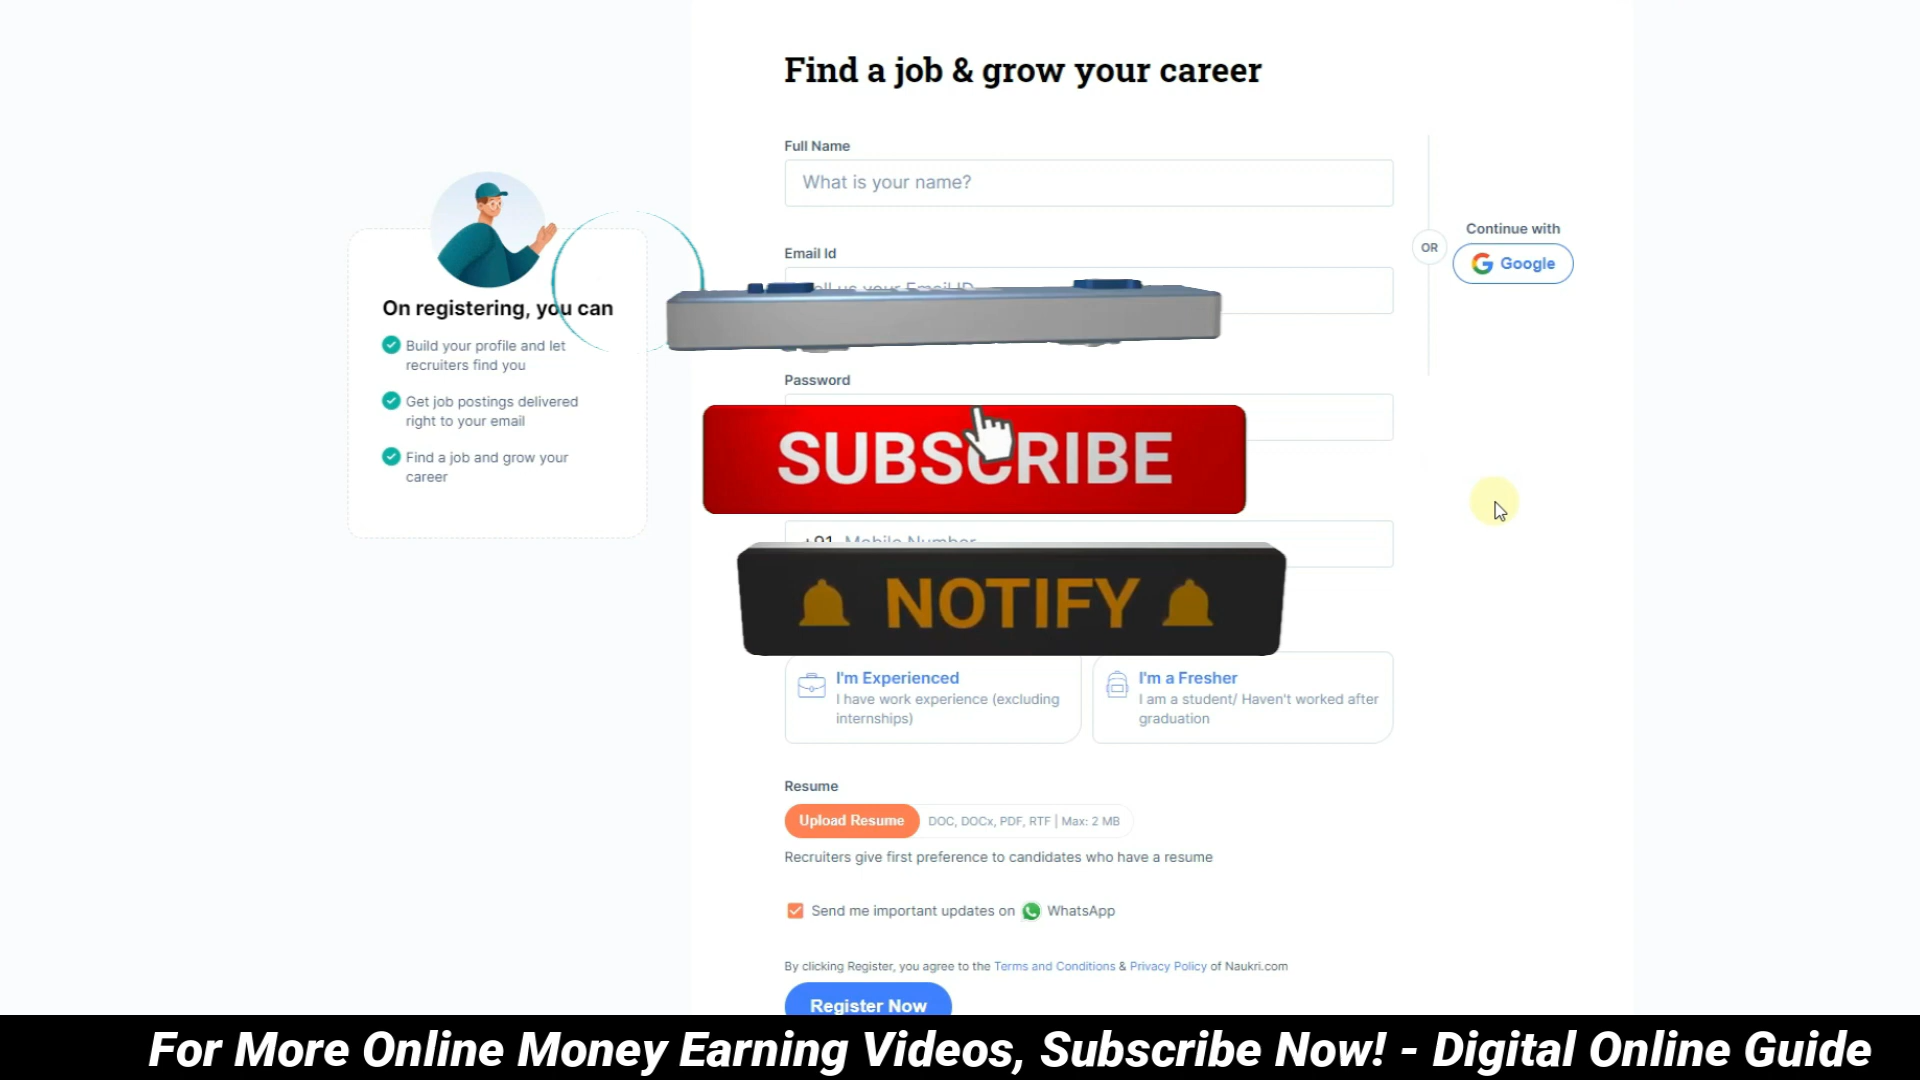 Find a job & grow your career
Full Name
What is your name?
Email Id
Continue with
OR
Google
On registering, you can
Build your profile and let
recruiters find you
Get job postings delivered
right to your email
Find a job and grow your
career
Password
SUBSCRIBE
+91 Mobile Number
NOTIFY
I'm Experienced
I have work experience (excluding
internships)
I'm a Fresher
I am a student/ Haven't worked after
graduation
Resume
Upload Resume
DOC, DOCx, PDF, RTF | Max: 2 MB
Recruiters give first preference to candidates who have a resume
Send me important updates on WhatsApp
By clicking Register, you agree to the Terms and Conditions & Privacy Policy of Naukri.com
Register Now
For More Online Money Earning Videos, Subscribe Now! - Digital Online Guide